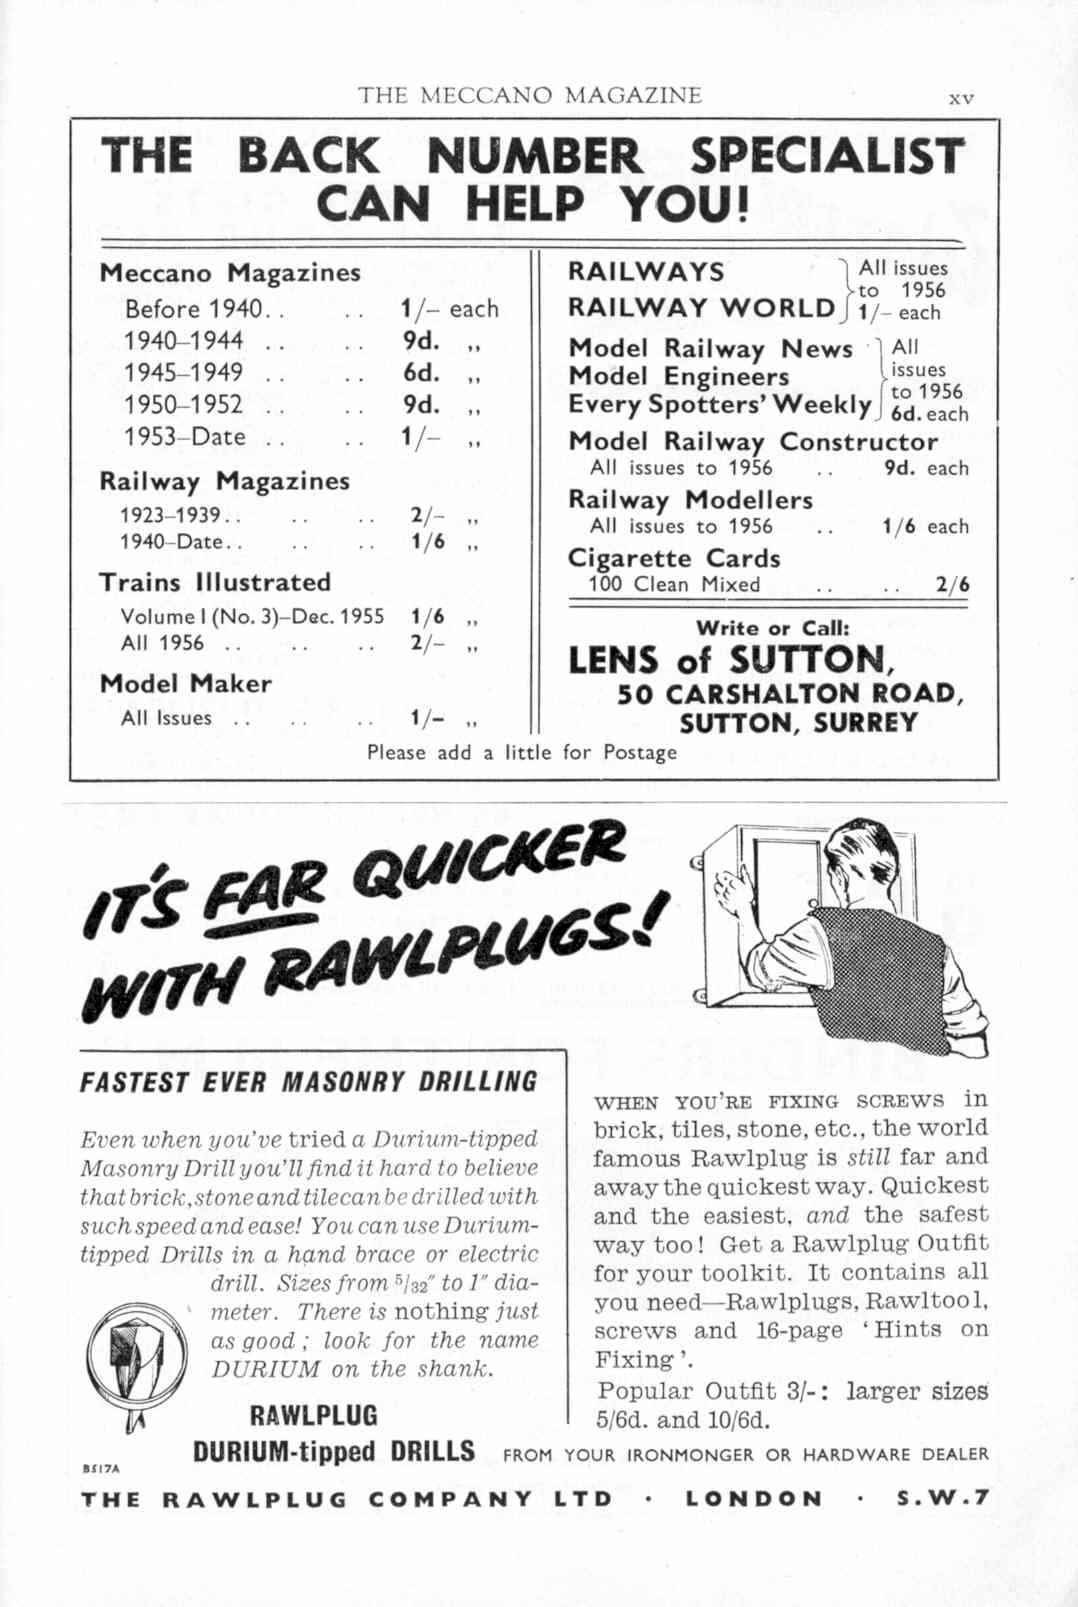 THE MECCANO MAGAZINE xv
THE BACK NUMBER SPECIALIST
CAN HELP YOU!
Meccano Magazines
Before 1940.. .. 1/- each
1940–1944 .. .. 9d. ,,
1945–1949 .. .. 6d. ,,
1950–1952 .. .. 9d. ,,
1953–Date .. .. 1/- ,,
Railway Magazines
1923–1939.. .. .. 2/- ,,
1940–Date.. .. .. 1/6 ,,
Trains Illustrated
Volume I (No. 3)–Dec. 1955 1/6 ,,
All 1956 .. .. .. 2/- ,,
Model Maker
All Issues .. .. .. 1/- ,,
RAILWAYS
RAILWAY WORLD
All issues
to 1956
1/- each
Model Railway News
Model Engineers
Every Spotters' Weekly
All
issues
to 1956
6d. each
Model Railway Constructor
All issues to 1956 .. 9d. each
Railway Modellers
All issues to 1956 .. 1/6 each
Cigarette Cards
100 Clean Mixed .. .. 2/6
Write or Call:
LENS of SUTTON,
50 CARSHALTON ROAD,
SUTTON, SURREY
Please add a little for Postage
IT'S FAR QUICKER
WITH RAWLPLUGS!
FASTEST EVER MASONRY DRILLING
Even when you've tried a Durium-tipped
Masonry Drill you'll find it hard to believe
that brick, stone and tile can be drilled with
such speed and ease! You can use Durium-
tipped Drills in a hand brace or electric
drill. Sizes from 5/32" to 1" dia-
meter. There is nothing just
as good ; look for the name
DURIUM on the shank.
RAWLPLUG
DURIUM-tipped DRILLS
WHEN YOU'RE FIXING SCREWS in
brick, tiles, stone, etc., the world
famous Rawlplug is still far and
away the quickest way. Quickest
and the easiest, and the safest
way too! Get a Rawlplug Outfit
for your toolkit. It contains all
you need—Rawlplugs, Rawltool,
screws and 16-page ‘Hints on
Fixing’.
Popular Outfit 3/-: larger sizes
5/6d. and 10/6d.
FROM YOUR IRONMONGER OR HARDWARE DEALER
B517A
THE RAWLPLUG COMPANY LTD · LONDON · S.W.7